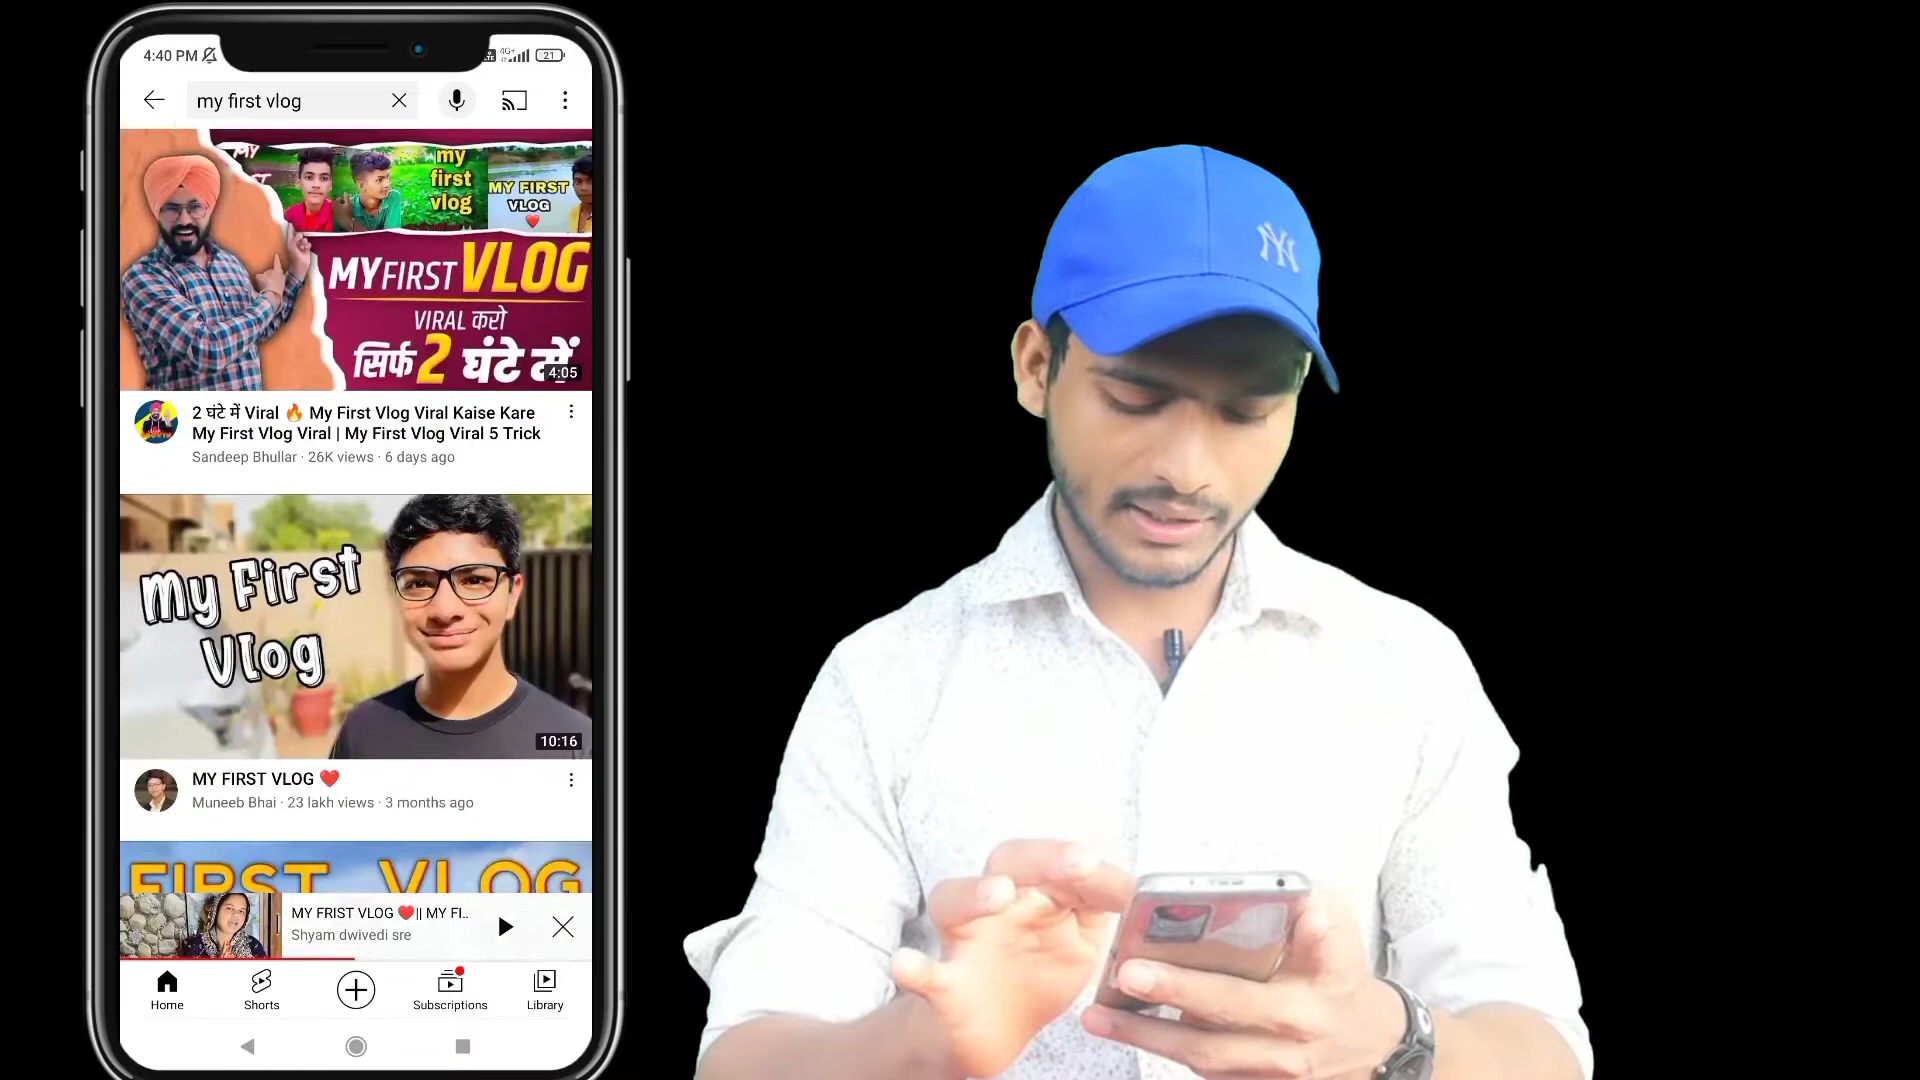 4:40 PM
4G+
21
my first vlog
MY
my
first
vlog
MY FIRST
VLOG
MY FIRST VLOG
VIRAL करो
सिर्फ 2 घंटे में
4:05
2 घंटे में Viral 🔥 My First Vlog Viral Kaise Kare
My First Vlog Viral | My First Vlog Viral 5 Trick
Sandeep Bhullar · 26K views · 6 days ago
My First
Vlog
10:16
MY FIRST VLOG ❤️
Muneeb Bhai · 23 lakh views · 3 months ago
FIRST VLOG
MY FRIST VLOG ❤️|| MY FI..
Shyam dwivedi sre
Home
Shorts
Subscriptions
Library
NY